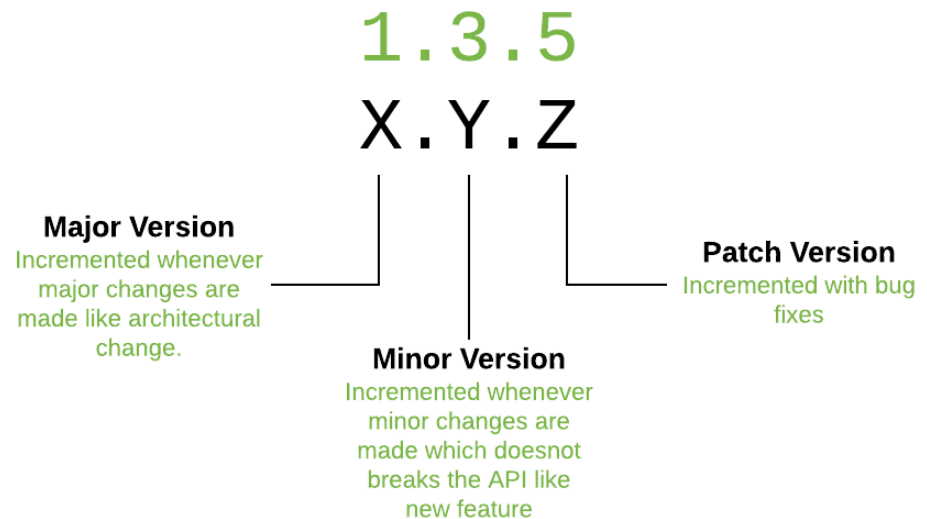 1.3.5
X.Y.Z
Major Version
Incremented whenever
major changes are
made like architectural
change.
Minor Version
Incremented whenever
minor changes are
made which doesnot
breaks the API like
new feature
Patch Version
Incremented with bug
fixes